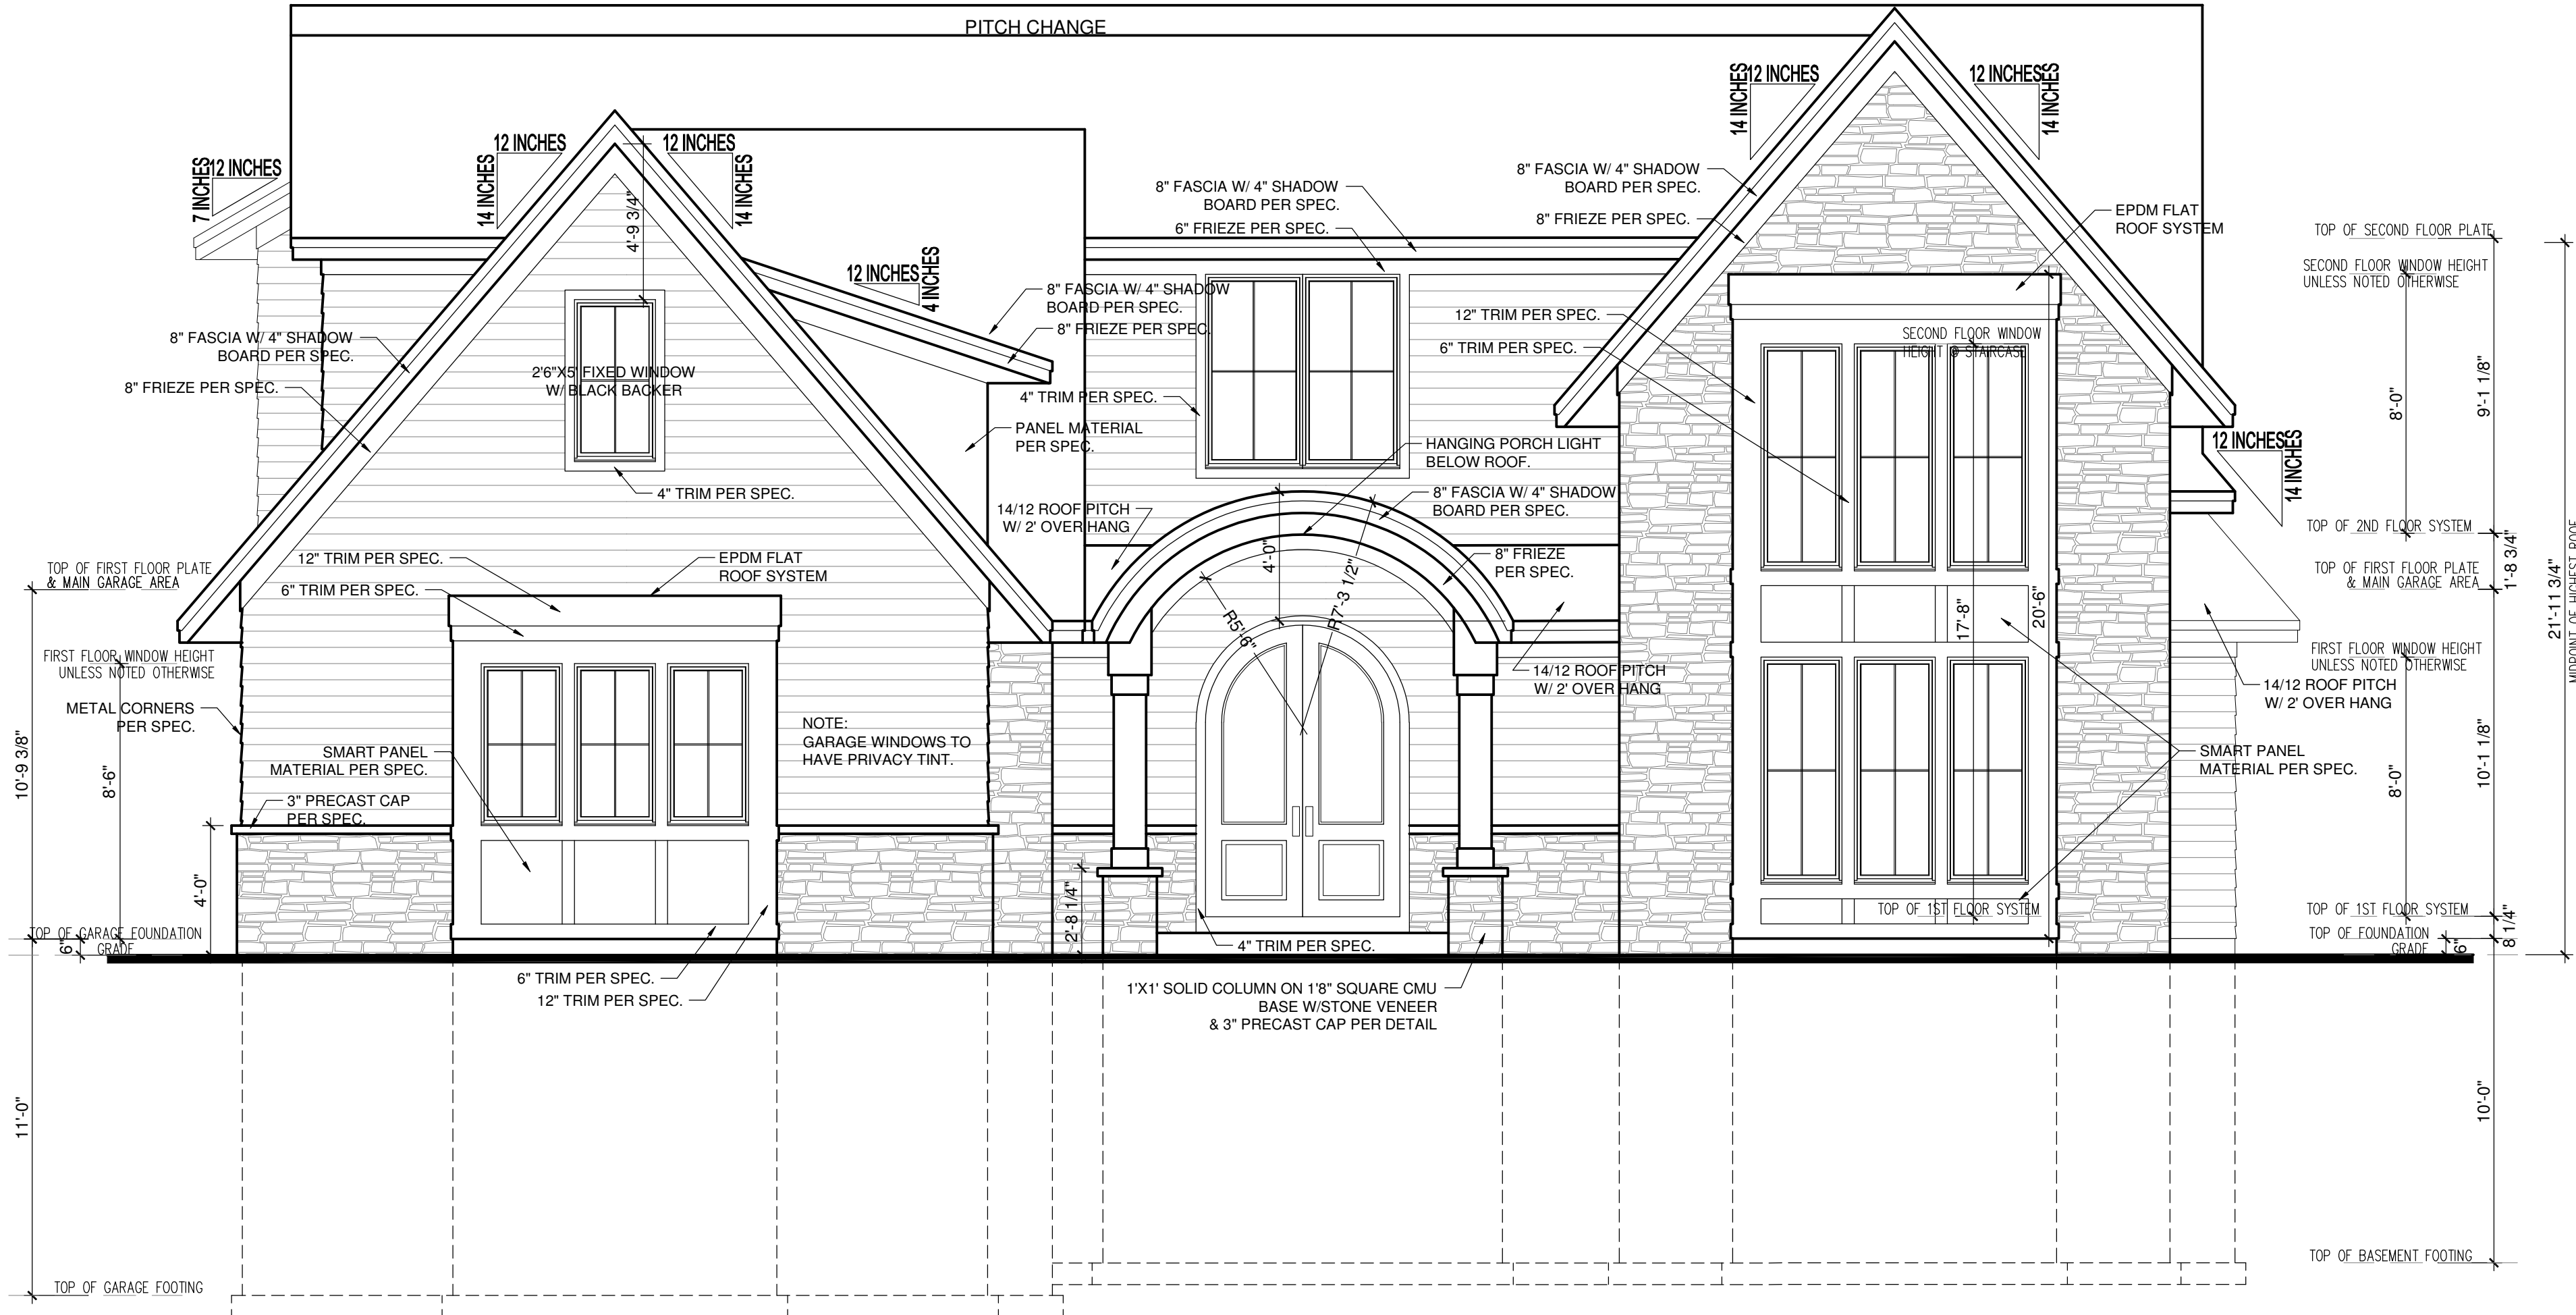 PITCH CHANGE
7 INCHES
12 INCHES
14 INCHES
12 INCHES
12 INCHES
14 INCHES
4'-9 3/4"
12 INCHES
4 INCHES
14 INCHES
12 INCHES
12 INCHES
14 INCHES
8" FASCIA W/ 4" SHADOW
BOARD PER SPEC.
6" FRIEZE PER SPEC.
8" FASCIA W/ 4" SHADOW
BOARD PER SPEC.
8" FRIEZE PER SPEC.
EPDM FLAT
ROOF SYSTEM
8" FASCIA W/ 4" SHADOW
BOARD PER SPEC.
8" FRIEZE PER SPEC.
8" FASCIA W/ 4" SHADOW
BOARD PER SPEC.
8" FRIEZE PER SPEC.
2'6"X5' FIXED WINDOW
W/ BLACK BACKER
4" TRIM PER SPEC.
4" TRIM PER SPEC.
PANEL MATERIAL
PER SPEC.
12" TRIM PER SPEC.
6" TRIM PER SPEC.
SECOND FLOOR WINDOW
HEIGHT @ STAIRCASE
HANGING PORCH LIGHT
BELOW ROOF.
8" FASCIA W/ 4" SHADOW
BOARD PER SPEC.
14/12 ROOF PITCH
W/ 2' OVER HANG
8" FRIEZE
PER SPEC.
4'-0"
R5'-6"
R7'-3 1/2"
14/12 ROOF PITCH
W/ 2' OVER HANG
12 INCHES
14 INCHES
TOP OF FIRST FLOOR PLATE
& MAIN GARAGE AREA
12" TRIM PER SPEC.
6" TRIM PER SPEC.
EPDM FLAT
ROOF SYSTEM
FIRST FLOOR WINDOW HEIGHT
UNLESS NOTED OTHERWISE
METAL CORNERS
PER SPEC.
SMART PANEL
MATERIAL PER SPEC.
3" PRECAST CAP
PER SPEC.
NOTE:
GARAGE WINDOWS TO
HAVE PRIVACY TINT.
10'-9 3/8"
8'-6"
4'-0"
TOP OF GARAGE FOUNDATION
GRADE
6"
6" TRIM PER SPEC.
12" TRIM PER SPEC.
2'-8 1/4"
4" TRIM PER SPEC.
1'X1' SOLID COLUMN ON 1'8" SQUARE CMU
BASE W/STONE VENEER
& 3" PRECAST CAP PER DETAIL
17'-8"
20'-6"
TOP OF 1ST FLOOR SYSTEM
14/12 ROOF PITCH
W/ 2' OVER HANG
SMART PANEL
MATERIAL PER SPEC.
TOP OF SECOND FLOOR PLATE
SECOND FLOOR WINDOW HEIGHT
UNLESS NOTED OTHERWISE
8'-0"
9'-1 1/8"
TOP OF 2ND FLOOR SYSTEM
1'-8 3/4"
TOP OF FIRST FLOOR PLATE
& MAIN GARAGE AREA
FIRST FLOOR WINDOW HEIGHT
UNLESS NOTED OTHERWISE
8'-0"
10'-1 1/8"
21'-11 3/4"
MIDPOINT OF HIGHEST ROOF
TOP OF 1ST FLOOR SYSTEM
TOP OF FOUNDATION
GRADE
6"
8 1/4"
11'-0"
10'-0"
TOP OF GARAGE FOOTING
TOP OF BASEMENT FOOTING